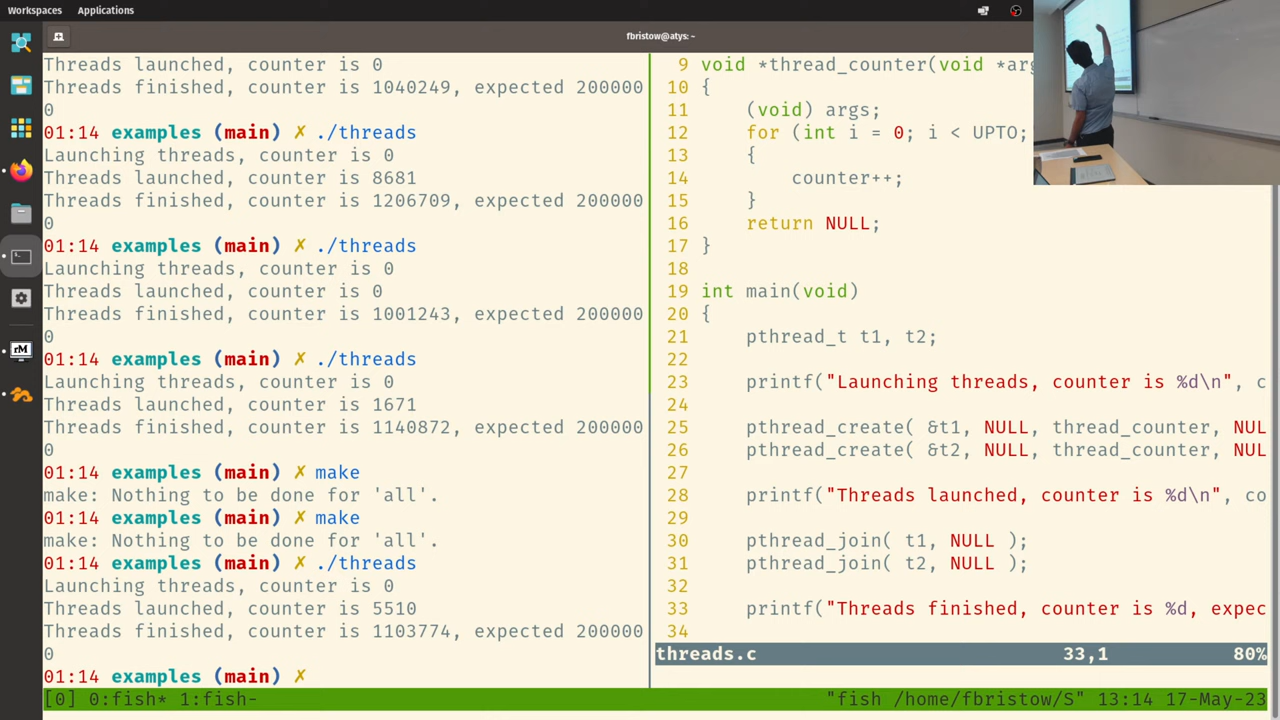 Workspaces Applications
fbristow@atys: ~
Threads launched, counter is 0
Threads finished, counter is 1040249, expected 200000
0
01:14 examples (main) ✗ ./threads
Launching threads, counter is 0
Threads launched, counter is 8681
Threads finished, counter is 1206709, expected 200000
0
01:14 examples (main) ✗ ./threads
Launching threads, counter is 0
Threads launched, counter is 0
Threads finished, counter is 1001243, expected 200000
0
01:14 examples (main) ✗ ./threads
Launching threads, counter is 0
Threads launched, counter is 1671
Threads finished, counter is 1140872, expected 200000
0
01:14 examples (main) ✗ make
make: Nothing to be done for 'all'.
01:14 examples (main) ✗ make
make: Nothing to be done for 'all'.
01:14 examples (main) ✗ ./threads
Launching threads, counter is 0
Threads launched, counter is 5510
Threads finished, counter is 1103774, expected 200000
0
01:14 examples (main) ✗
9 void *thread_counter(void *arg
10 {
11 (void) args;
12 for (int i = 0; i < UPTO;
13 {
14 counter++;
15 }
16 return NULL;
17 }
18
19 int main(void)
20 {
21 pthread_t t1, t2;
22
23 printf("Launching threads, counter is %d\n", c
24
25 pthread_create( &t1, NULL, thread_counter, NUL
26 pthread_create( &t2, NULL, thread_counter, NUL
27
28 printf("Threads launched, counter is %d\n", co
29
30 pthread_join( t1, NULL );
31 pthread_join( t2, NULL );
32
33 printf("Threads finished, counter is %d, expec
34
threads.c 33,1 80%
[0] 0:fish* 1:fish- "fish /home/fbristow/S" 13:14 17-May-23
rM